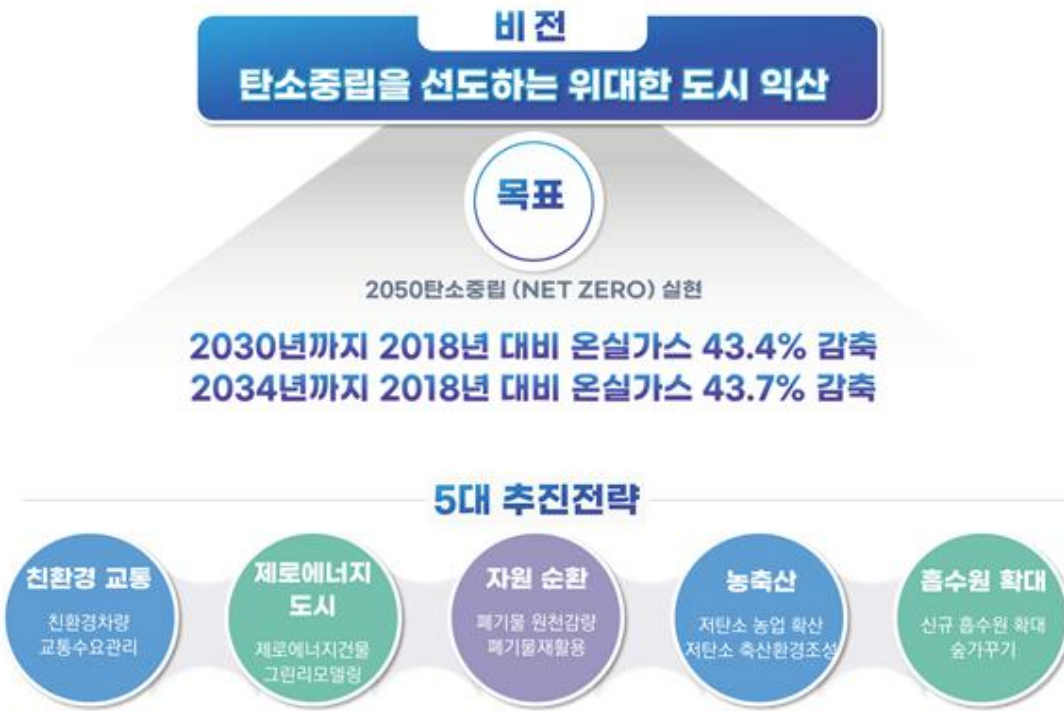 비전
탄소중립을 선도하는 위대한 도시 익산
목표
2050탄소중립 (NET ZERO) 실현
2030년까지 2018년 대비 온실가스 43.4% 감축
2034년까지 2018년 대비 온실가스 43.7% 감축
5대 추진전략
친환경 교통
친환경차량
교통수요관리
제로에너지
도시
제로에너지건물
그린리모델링
자원 순환
폐기물 원천감량
폐기물재활용
농축산
저탄소 농업 확산
저탄소 축산환경조성
흡수원 확대
신규 흡수원 확대
숲가꾸기